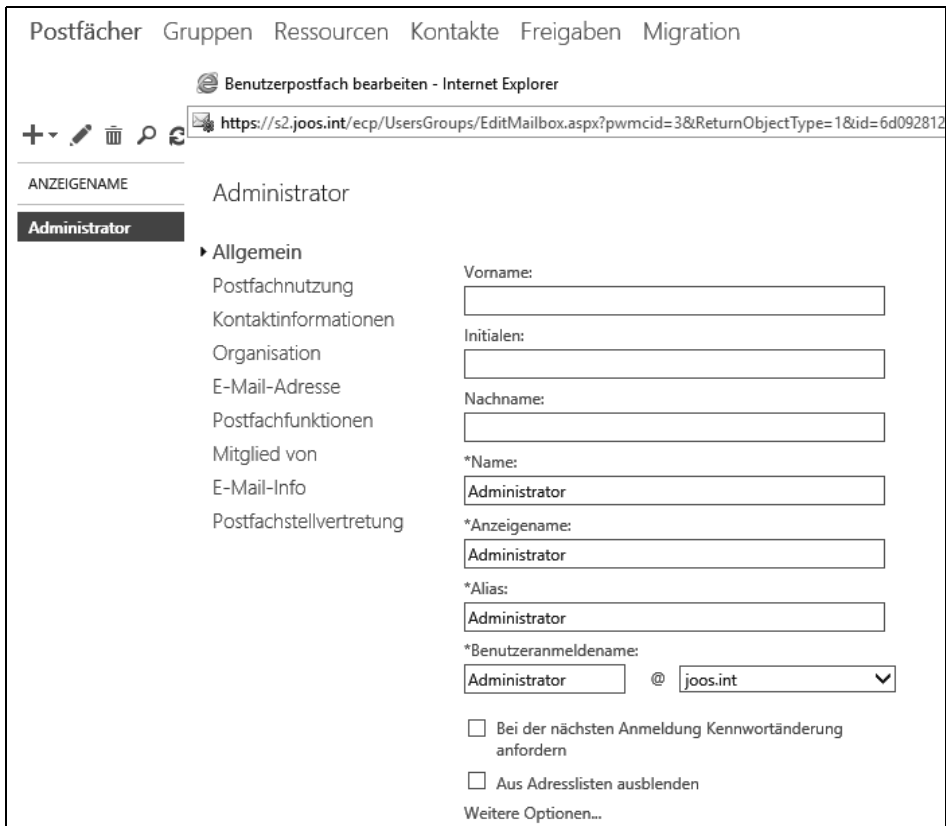 Postfächer Gruppen Ressourcen Kontakte Freigaben Migration
Benutzerpostfach bearbeiten - Internet Explorer
https://s2.joos.int/ecp/UsersGroups/EditMailbox.aspx?pwmcid=3&ReturnObjectType=1&id=6d092812
ANZEIGENAME
Administrator
Administrator
Allgemein
Postfachnutzung
Kontaktinformationen
Organisation
E-Mail-Adresse
Postfachfunktionen
Mitglied von
E-Mail-Info
Postfachstellvertretung
Vorname:
Initialen:
Nachname:
*Name:
Administrator
*Anzeigename:
Administrator
*Alias:
Administrator
*Benutzeranmeldename:
Administrator @ joos.int
Bei der nächsten Anmeldung Kennwortänderung
anfordern
Aus Adresslisten ausblenden
Weitere Optionen...